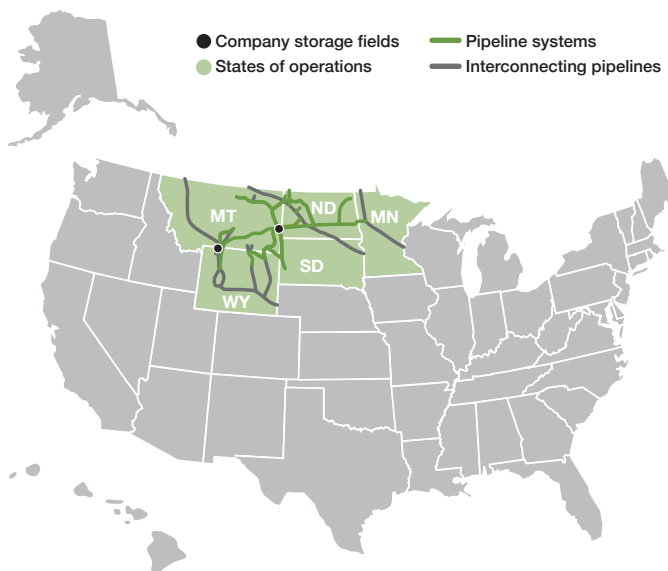 Company storage fields
Pipeline systems
States of operations
Interconnecting pipelines
MT
ND
MN
SD
WY